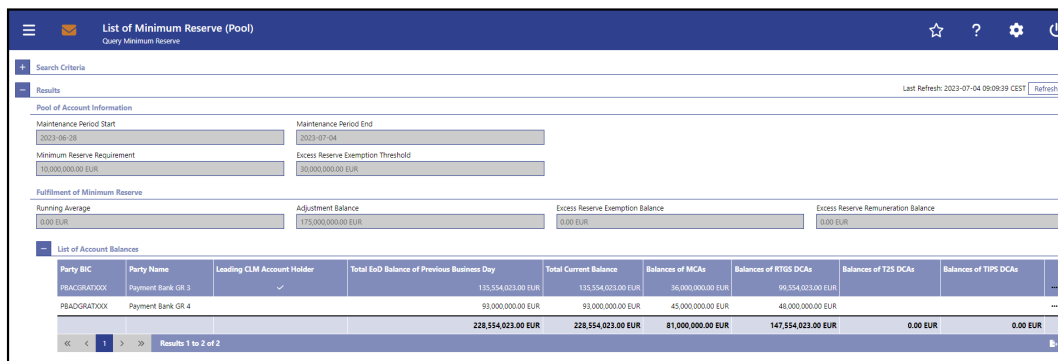 List of Minimum Reserve (Pool)
Query Minimum Reserve
Search Criteria
Results
Last Refresh: 2023-07-04 09:09:39 CEST Refresh
Pool of Account Information
Maintenance Period Start Maintenance Period End
2023-06-28 2023-07-04
Minimum Reserve Requirement Excess Reserve Exemption Threshold
10,000,000.00 EUR 30,000,000.00 EUR
Fulfilment of Minimum Reserve
Running Average Adjustment Balance Excess Reserve Exemption Balance Excess Reserve Remuneration Balance
0.00 EUR 175,000,000.00 EUR 0.00 EUR 0.00 EUR
List of Account Balances
Party BIC Party Name Leading CLM Account Holder Total EoD Balance of Previous Business Day Total Current Balance Balances of MCAs Balances of RTGS DCAs Balances of T2S DCAs Balances of TIPS DCAs
PBACGRATXXX Payment Bank GR 3 135,554,023.00 EUR 135,554,023.00 EUR 36,000,000.00 EUR 99,554,023.00 EUR
PBADGRATXXX Payment Bank GR 4 93,000,000.00 EUR 93,000,000.00 EUR 45,000,000.00 EUR 48,000,000.00 EUR
228,554,023.00 EUR 228,554,023.00 EUR 81,000,000.00 EUR 147,554,023.00 EUR 0.00 EUR 0.00 EUR
« < 1 > » Results 1 to 2 of 2